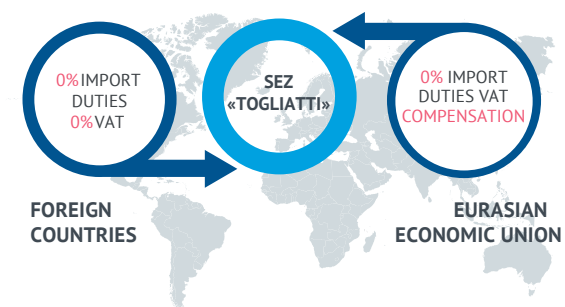 0% IMPORT
DUTIES
0% VAT
SEZ
«TOGLIATTI»
0% IMPORT
DUTIES VAT
COMPENSATION
FOREIGN
COUNTRIES
EURASIAN
ECONOMIC UNION